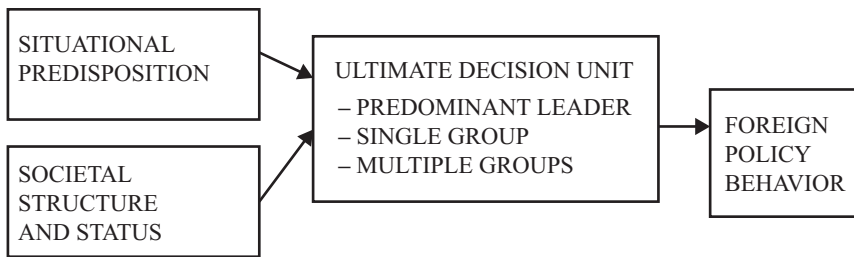 SITUATIONAL
PREDISPOSITION
SOCIETAL
STRUCTURE
AND STATUS
ULTIMATE DECISION UNIT
– PREDOMINANT LEADER
– SINGLE GROUP
– MULTIPLE GROUPS
FOREIGN
POLICY
BEHAVIOR